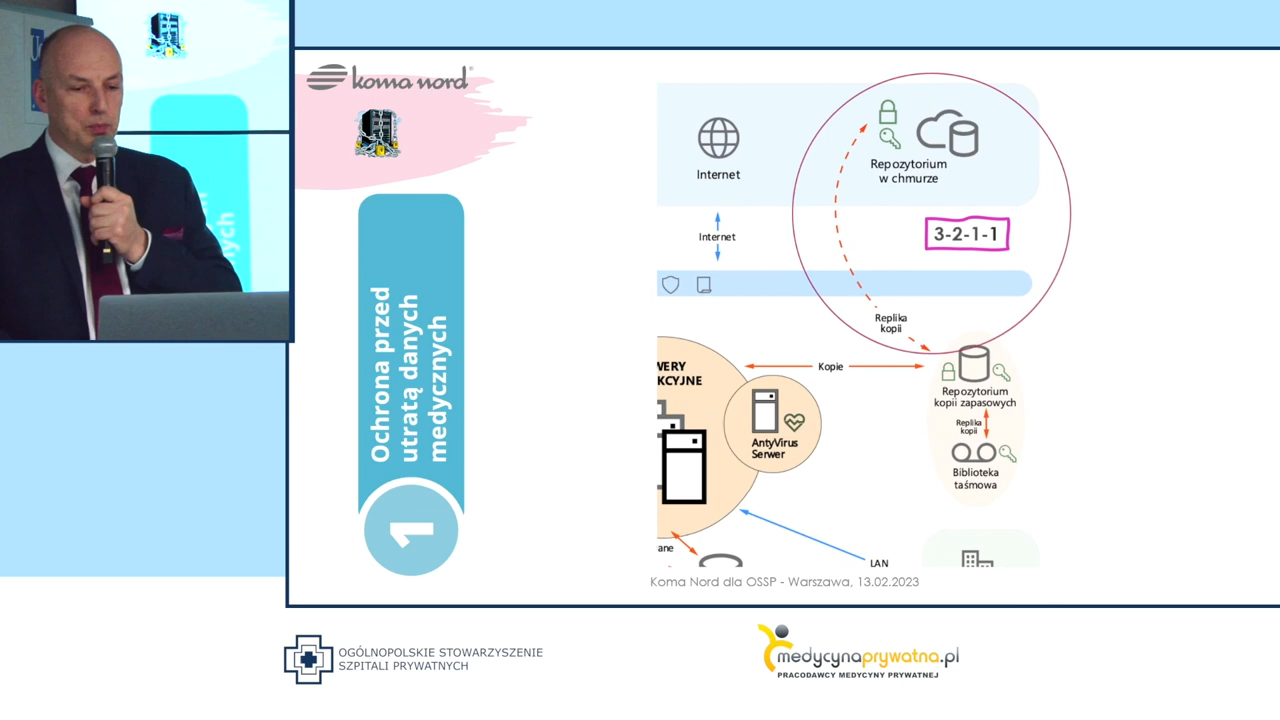 koma nord
Ochrona przed
utratą danych
medycznych
1
Internet
Repozytorium
w chmurze
Internet
3-2-1-1
Replika
kopii
WERY
KCYJNE
Kopie
AntyVirus
Serwer
Repozytorium
kopii zapasowych
Replika
kopii
Biblioteka
taśmowa
ane
LAN
Koma Nord dla OSSP - Warszawa, 13.02.2023
OGÓLNOPOLSKIE STOWARZYSZENIE
SZPITALI PRYWATNYCH
medycynaprywatna.pl
PRACODAWCY MEDYCYNY PRYWATNEJ